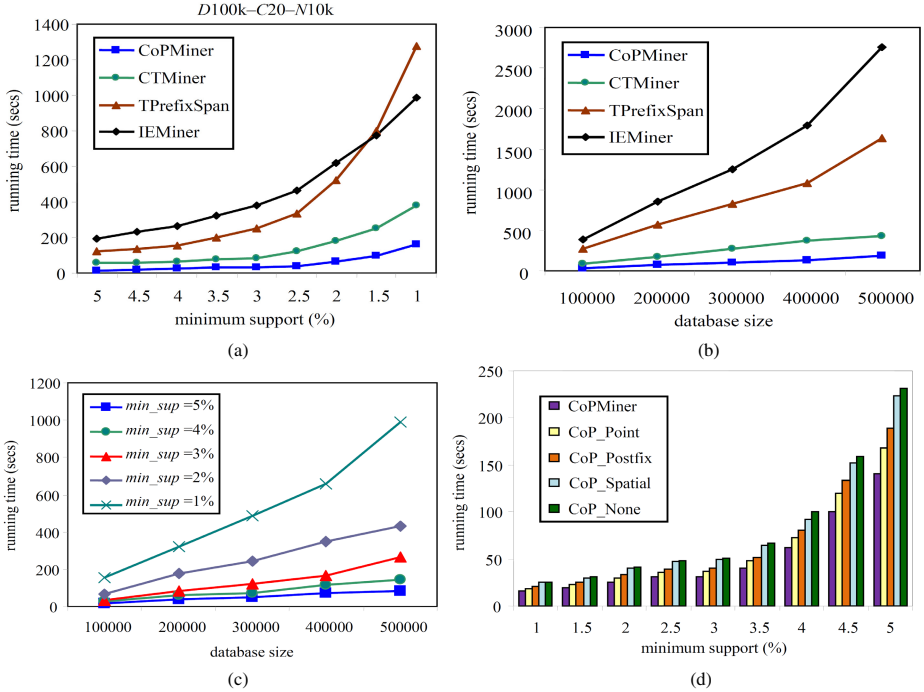 D100k–C20–N10k
1400
1200
1000
800
600
400
200
0
running time (secs)
CoPMiner
CTMiner
TPrefixSpan
IEMiner
5 4.5 4 3.5 3 2.5 2 1.5 1
minimum support (%)
(a)
3000
2500
2000
1500
1000
500
0
running time (secs)
CoPMiner
CTMiner
TPrefixSpan
IEMiner
100000 200000 300000 400000 500000
database size
(b)
1200
1000
800
600
400
200
0
running time (secs)
min_sup =5%
min_sup =4%
min_sup =3%
min_sup =2%
min_sup =1%
100000 200000 300000 400000 500000
database size
(c)
250
200
150
100
50
0
running time (secs)
CoPMiner
CoP_Point
CoP_Postfix
CoP_Spatial
CoP_None
1 1.5 2 2.5 3 3.5 4 4.5 5
minimum support (%)
(d)